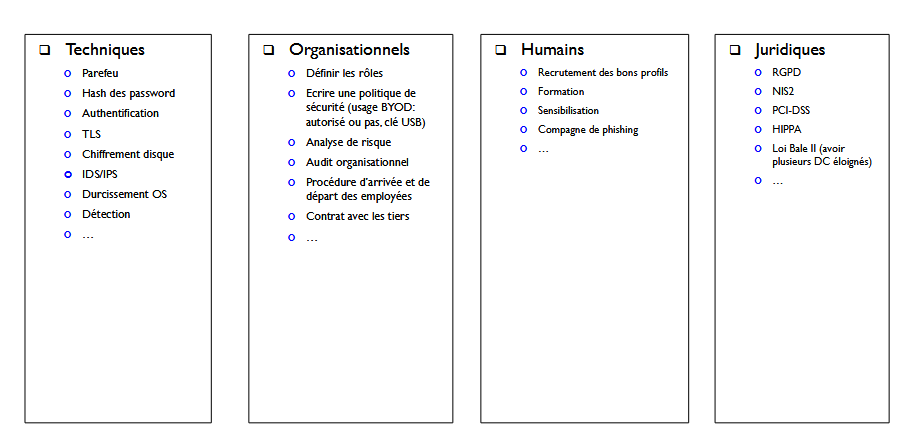 Techniques
Parefeu
Hash des password
Authentification
TLS
Chiffrement disque
IDS/IPS
Durcissement OS
Détection
...
Organisationnels
Définir les rôles
Ecrire une politique de
sécurité (usage BYOD:
autorisé ou pas, clé USB)
Analyse de risque
Audit organisationnel
Procédure d'arrivée et de
départ des employées
Contrat avec les tiers
...
Humains
Recrutement des bons profils
Formation
Sensibilisation
Compagne de phishing
...
Juridiques
RGPD
NIS2
PCI-DSS
HIPPA
Loi Bale II (avoir
plusieurs DC éloignés)
...